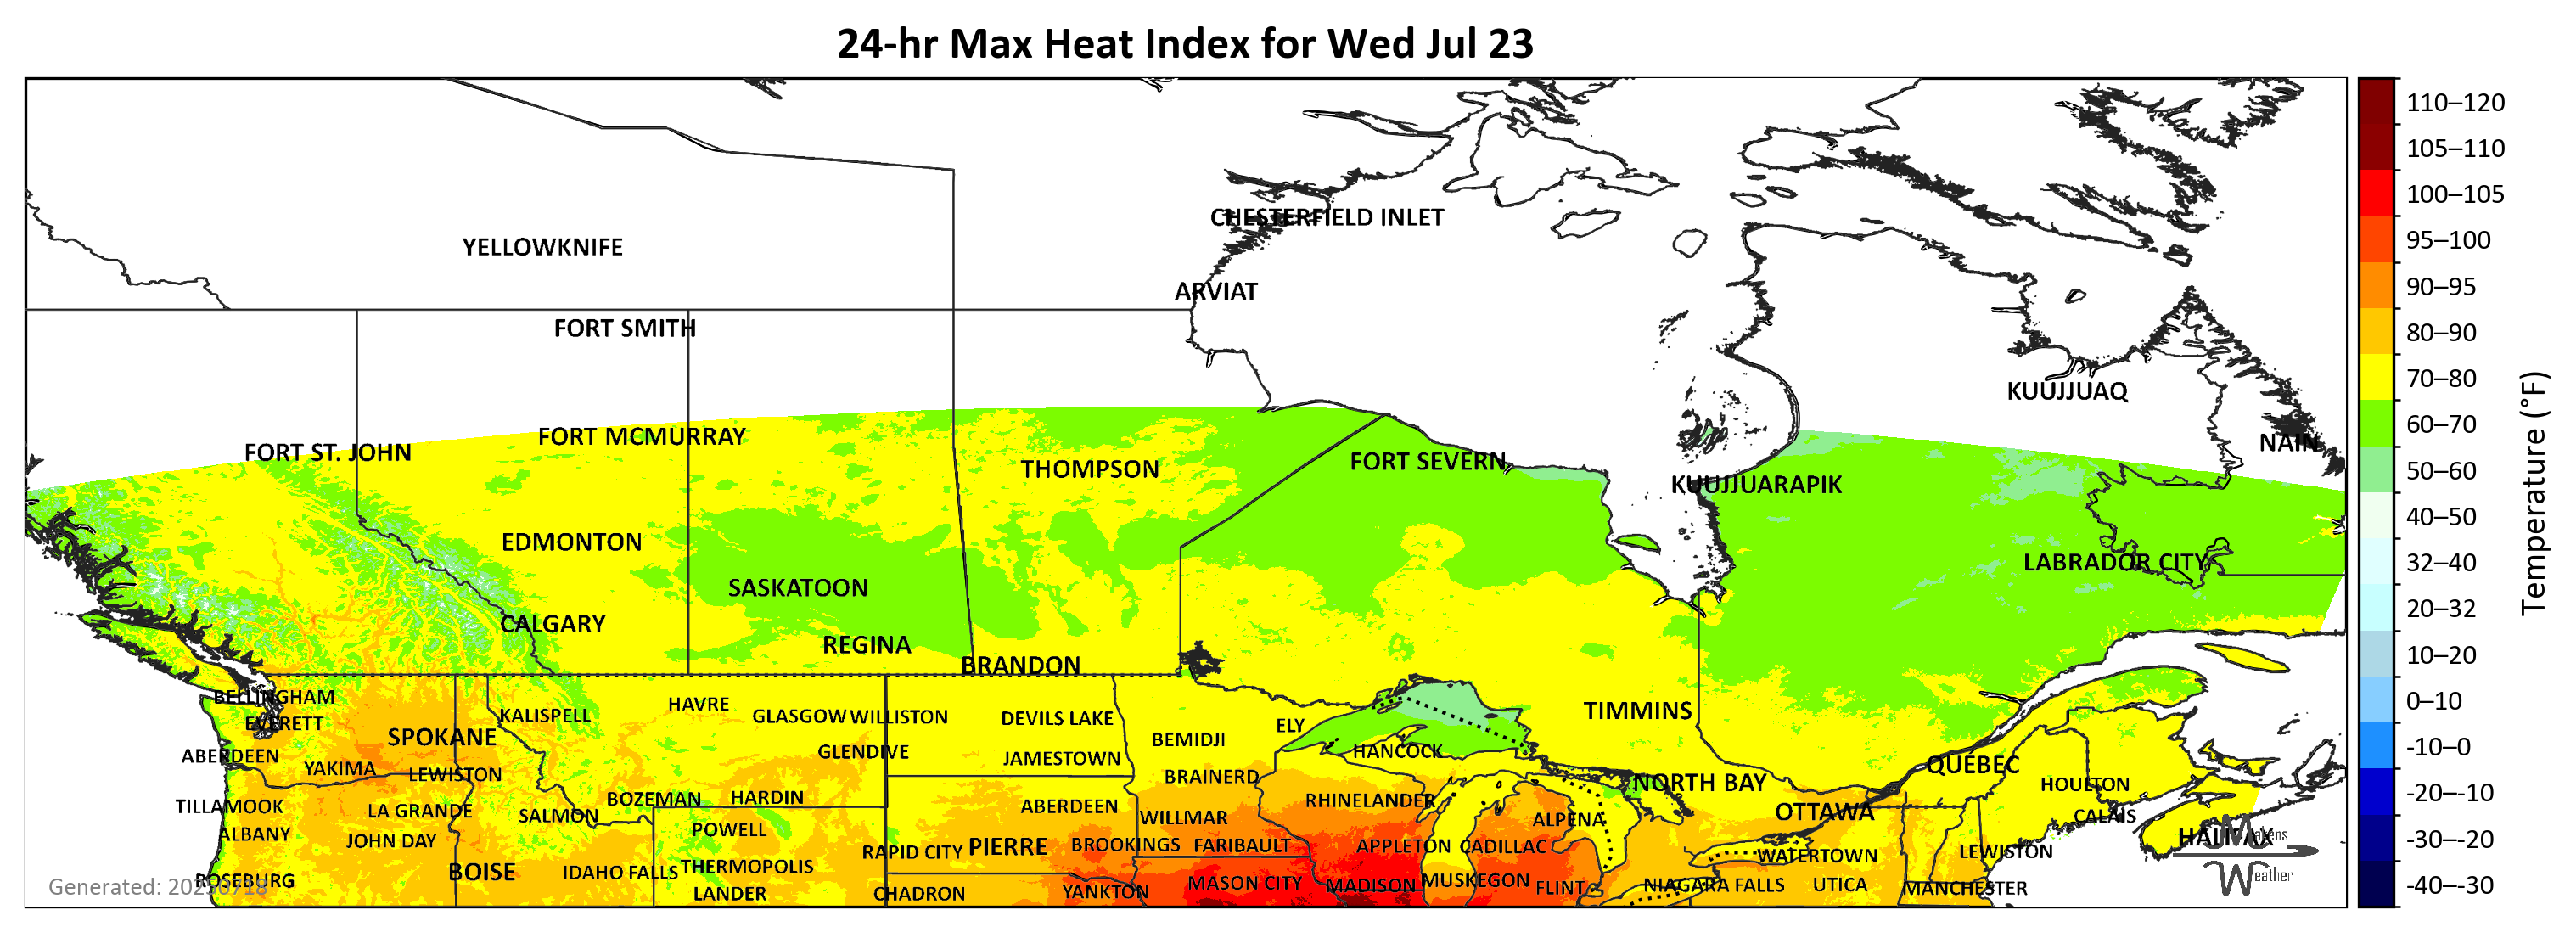 24-hr Max Heat Index for Wed Jul 23
CHESTERFIELD INLET
YELLOWKNIFE
ARVIAT
FORT SMITH
KUUJJUAQ
FORT MCMURRAY
NAIN
FORT ST. JOHN
FORT SEVERN
THOMPSON
KUUJJUARAPIK
EDMONTON
LABRADOR CITY
SASKATOON
CALGARY
REGINA
BRANDON
BELLINGHAM
HAVRE
TIMMINS
KALISPELL
GLASGOW WILLISTON
DEVILS LAKE
EVERETT
ELY
SPOKANE
BEMIDJI
ABERDEEN
GLENDIVE
JAMESTOWN
HANCOCK
QUÉBEC
YAKIMA
LEWISTON
BRAINERD
NORTH BAY
HOULTON
TILLAMOOK
LA GRANDE
SALMON
BOZEMAN
HARDIN
ABERDEEN
RHINELANDER
OTTAWA
WILLMAR
ALPENA
CALAIS
ALBANY
JOHN DAY
POWELL
PIERRE
BROOKINGS
FARIBAULT
APPLETON
CADILLAC
HALIFAX
Makens
RAPID CITY
WATERTOWN
LEWISTON
BOISE
IDAHO FALLS
THERMOPOLIS
Weather
ROSEBURG
Generated: 20250718
LANDER
CHADRON
YANKTON
MASON CITY
MADISON
MUSKEGON
FLINT
NIAGARA FALLS
UTICA
MANCHESTER
110–120
105–110
100–105
95–100
90–95
80–90
70–80
60–70
50–60
40–50
32–40
20–32
10–20
0–10
-10–0
-20–-10
-30–-20
-40–-30
Temperature (°F)